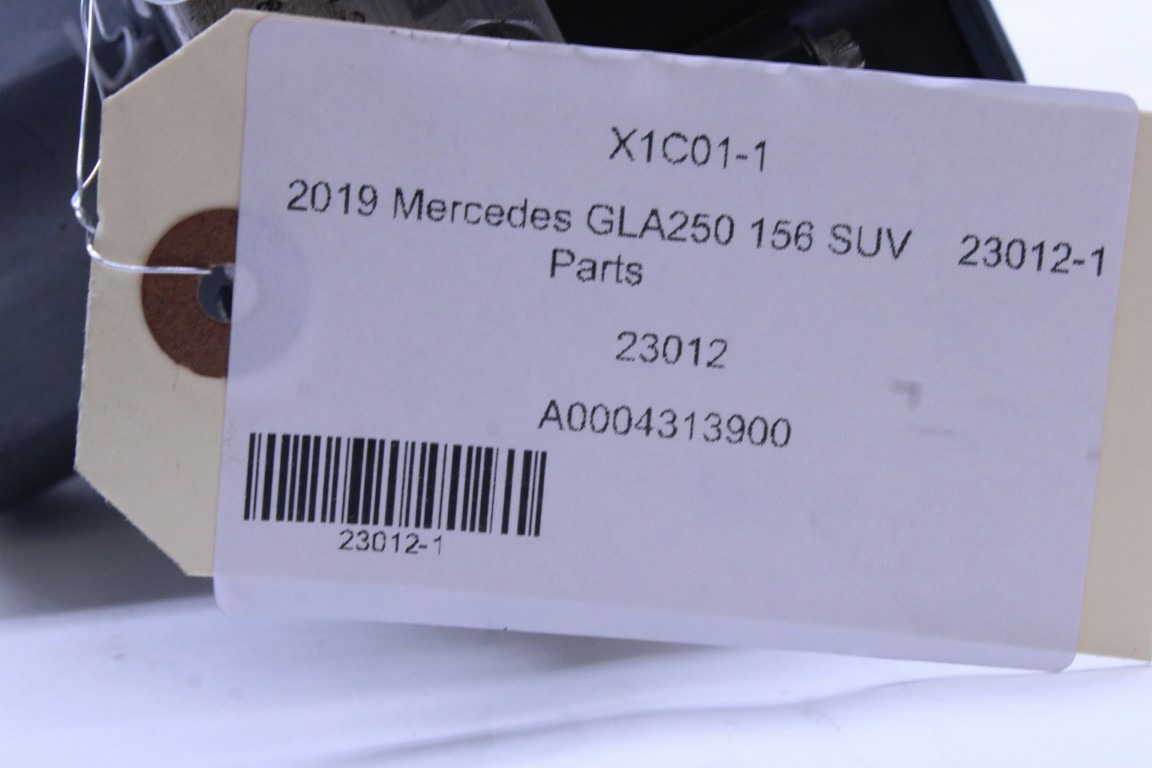 X1C01-1
2019 Mercedes GLA250 156 SUV 23012-1
Parts
23012
A0004313900
23012-1